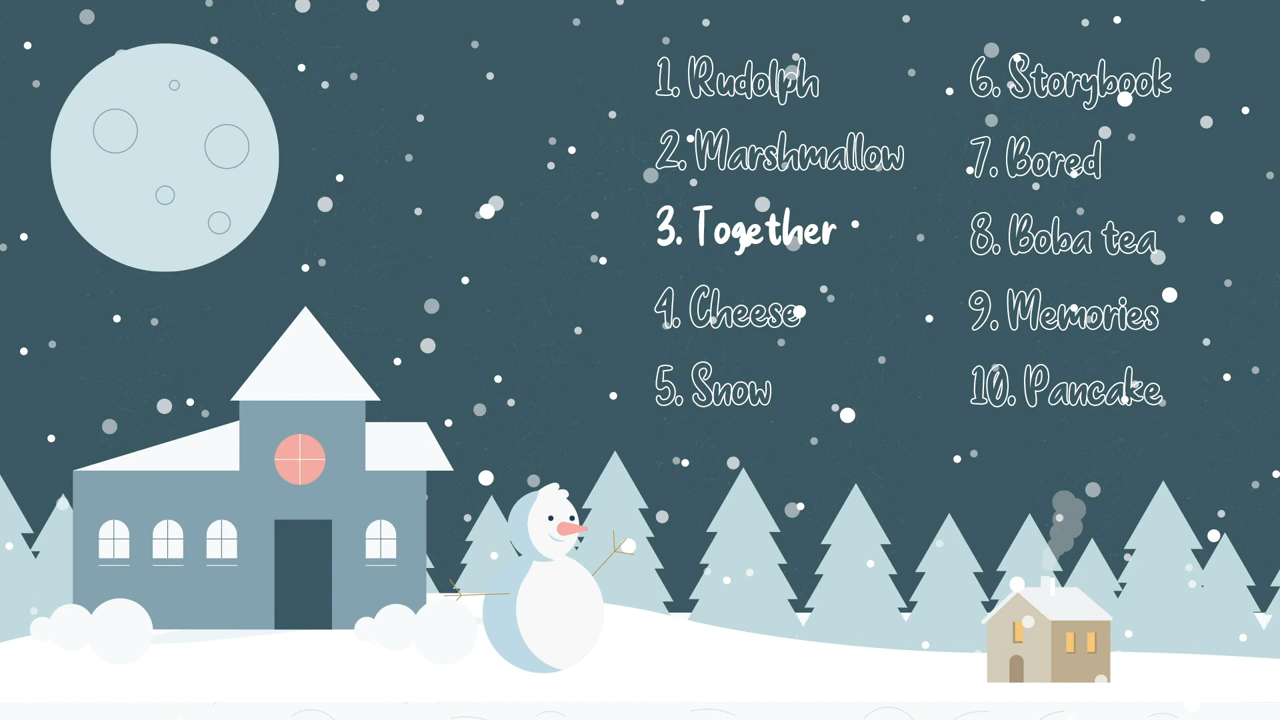 1. Rudolph
2. Marshmallow
3. Together
4. Cheese
5. Snow
6. Storybook
7. Bored
8. Boba tea
9. Memories
10. Pancake